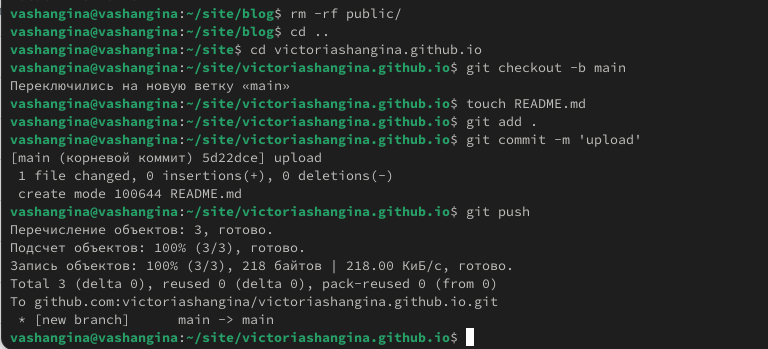 vashangina@vashangina:~/site/blog$ rm -rf public/
vashangina@vashangina:~/site/blog$ cd ..
vashangina@vashangina:~/site$ cd victoriashangina.github.io
vashangina@vashangina:~/site/victoriashangina.github.io$ git checkout -b main
Переключились на новую ветку «main»
vashangina@vashangina:~/site/victoriashangina.github.io$ touch README.md
vashangina@vashangina:~/site/victoriashangina.github.io$ git add .
vashangina@vashangina:~/site/victoriashangina.github.io$ git commit -m 'upload'
[main (корневой коммит) 5d22dce] upload
 1 file changed, 0 insertions(+), 0 deletions(-)
 create mode 100644 README.md
vashangina@vashangina:~/site/victoriashangina.github.io$ git push
Перечисление объектов: 3, готово.
Подсчет объектов: 100% (3/3), готово.
Запись объектов: 100% (3/3), 218 байтов | 218.00 КиБ/с, готово.
Total 3 (delta 0), reused 0 (delta 0), pack-reused 0 (from 0)
To github.com:victoriashangina/victoriashangina.github.io.git
 * [new branch]      main -> main
vashangina@vashangina:~/site/victoriashangina.github.io$